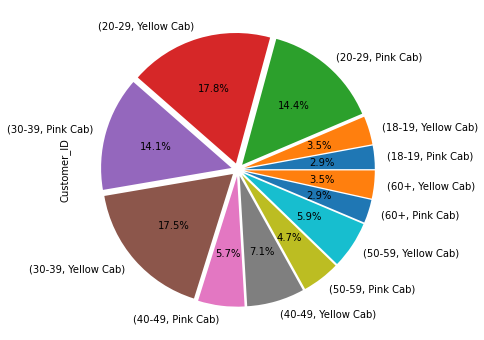 (20-29, Yellow Cab)
(20-29, Pink Cab)
17.8%
14.4%
(30-39, Pink Cab)
14.1%
(18-19, Yellow Cab)
3.5%
(18-19, Pink Cab)
2.9%
Customer_ID
3.5%
(60+, Yellow Cab)
2.9%
(60+, Pink Cab)
5.9%
(50-59, Yellow Cab)
17.5%
4.7%
5.7%
7.1%
(30-39, Yellow Cab)
(50-59, Pink Cab)
(40-49, Pink Cab)
(40-49, Yellow Cab)